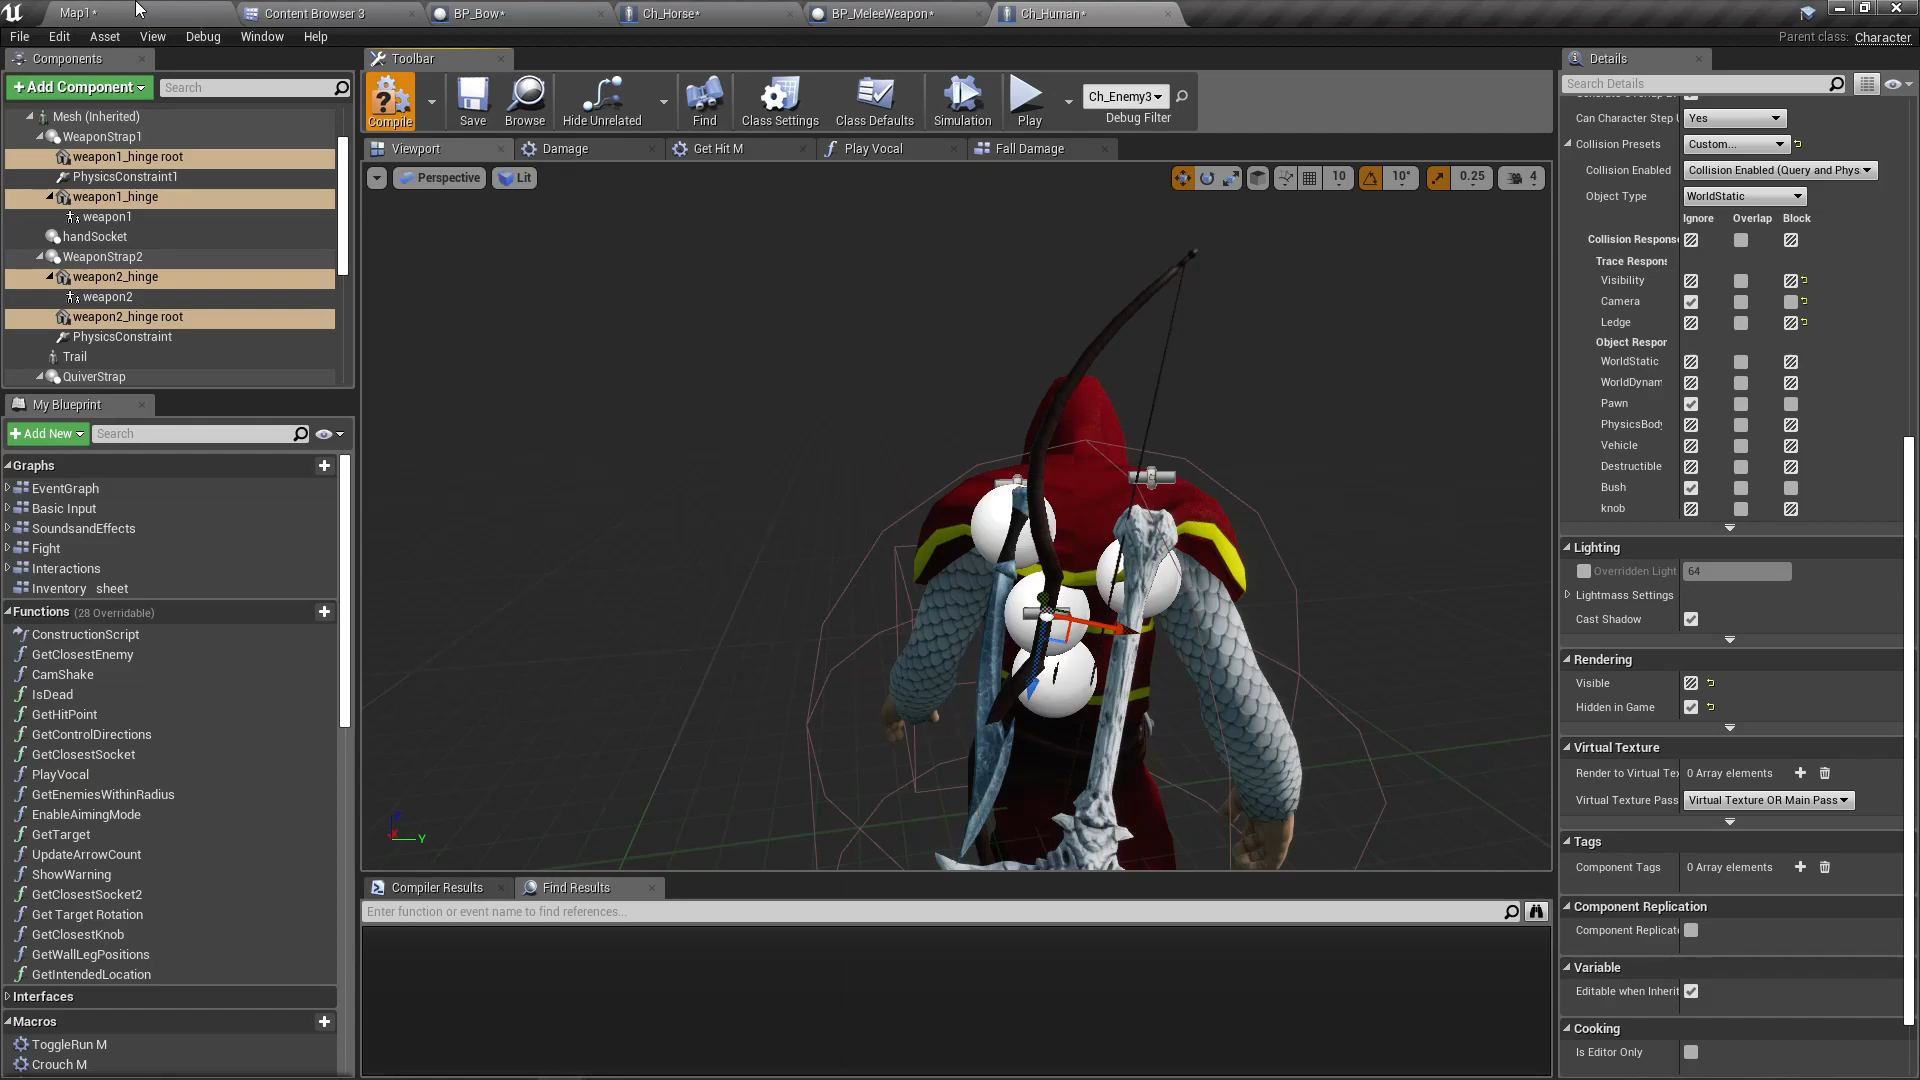 Map1*
Content Browser 3
BP_Bow*
Ch_Horse*
BP_MeleeWeapon*
Ch_Human*
File
Edit
Asset
View
Debug
Window
Help
Parent class:
Character
Components
+Add Component
Search
Mesh (Inherited)
WeaponStrap1
weapon1_hinge root
PhysicsConstraint1
weapon1_hinge
weapon1
handSocket
WeaponStrap2
weapon2_hinge
weapon2
weapon2_hinge root
PhysicsConstraint
Trail
QuiverStrap
My Blueprint
+Add New
Search
Graphs
EventGraph
Basic Input
SoundsandEffects
Fight
Interactions
Inventory sheet
Functions (28 Overridable)
ConstructionScript
GetClosestEnemy
CamShake
IsDead
GetHitPoint
GetControlDirections
GetClosestSocket
PlayVocal
GetEnemiesWithinRadius
EnableAimingMode
GetTarget
UpdateArrowCount
ShowWarning
GetClosestSocket2
Get Target Rotation
GetClosestKnob
GetWallLegPositions
GetIntendedLocation
Interfaces
Macros
ToggleRun M
Crouch M
Toolbar
Compile
Save
Browse
Hide Unrelated
Find
Class Settings
Class Defaults
Simulation
Play
Ch_Enemy3
Debug Filter
Viewport
Damage
Get Hit M
Play Vocal
Fall Damage
Perspective
Lit
10
10°
0.25
4
Z
X
Y
Compiler Results
Find Results
Enter function or event name to find references...
Details
Search Details
Can Character Step U
Yes
Collision Presets
Custom...
Collision Enabled
Collision Enabled (Query and Phys
Object Type
WorldStatic
Ignore
Overlap
Block
Collision Response
Trace Respons
Visibility
Camera
Ledge
Object Respor
WorldStatic
WorldDynam
Pawn
PhysicsBody
Vehicle
Destructible
Bush
knob
Lighting
Overridden Light
64
Lightmass Settings
Cast Shadow
Rendering
Visible
Hidden in Game
Virtual Texture
Render to Virtual Tex
0 Array elements
Virtual Texture Pass
Virtual Texture OR Main Pass
Tags
Component Tags
0 Array elements
Component Replication
Component Replicate
Variable
Editable when Inherit
Cooking
Is Editor Only